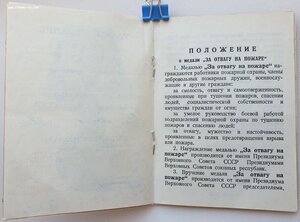 ПОЛОЖЕНИЕ
о медали „ЗА ОТВАГУ НА ПОЖАРЕ“
1. Медалью „За отвагу на пожаре“ на-
граждаются работники пожарной охраны, члены
добровольных пожарных дружин, военнослу-
жащие и другие граждане:
за смелость, отвагу и самоотверженность,
проявленные при тушении пожаров, спасении
людей, социалистической собственности и
имущества граждан от огня;
за умелое руководство боевой работой
подразделений пожарной охраны по тушению
пожаров и спасению людей;
за отвагу, мужество и настойчивость,
проявленные в целях предотвращения взрыва
или пожара.
2. Награждение медалью „За отвагу на
пожаре“ производится от имени Президиума
Верховного Совета СССР Президиумами
Верховных Советов союзных республик.
3. Вручение медали „За отвагу на пожаре“
производится от имени Президиума Верховного
Совета СССР председателями,